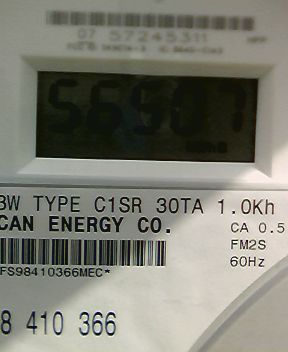 07 57245311
56507
3W TYPE C1SR 30TA 1.0Kh
CAN ENERGY CO.
CA 0.5
FM2S
60Hz
FS98410366MEC*
8 410 366